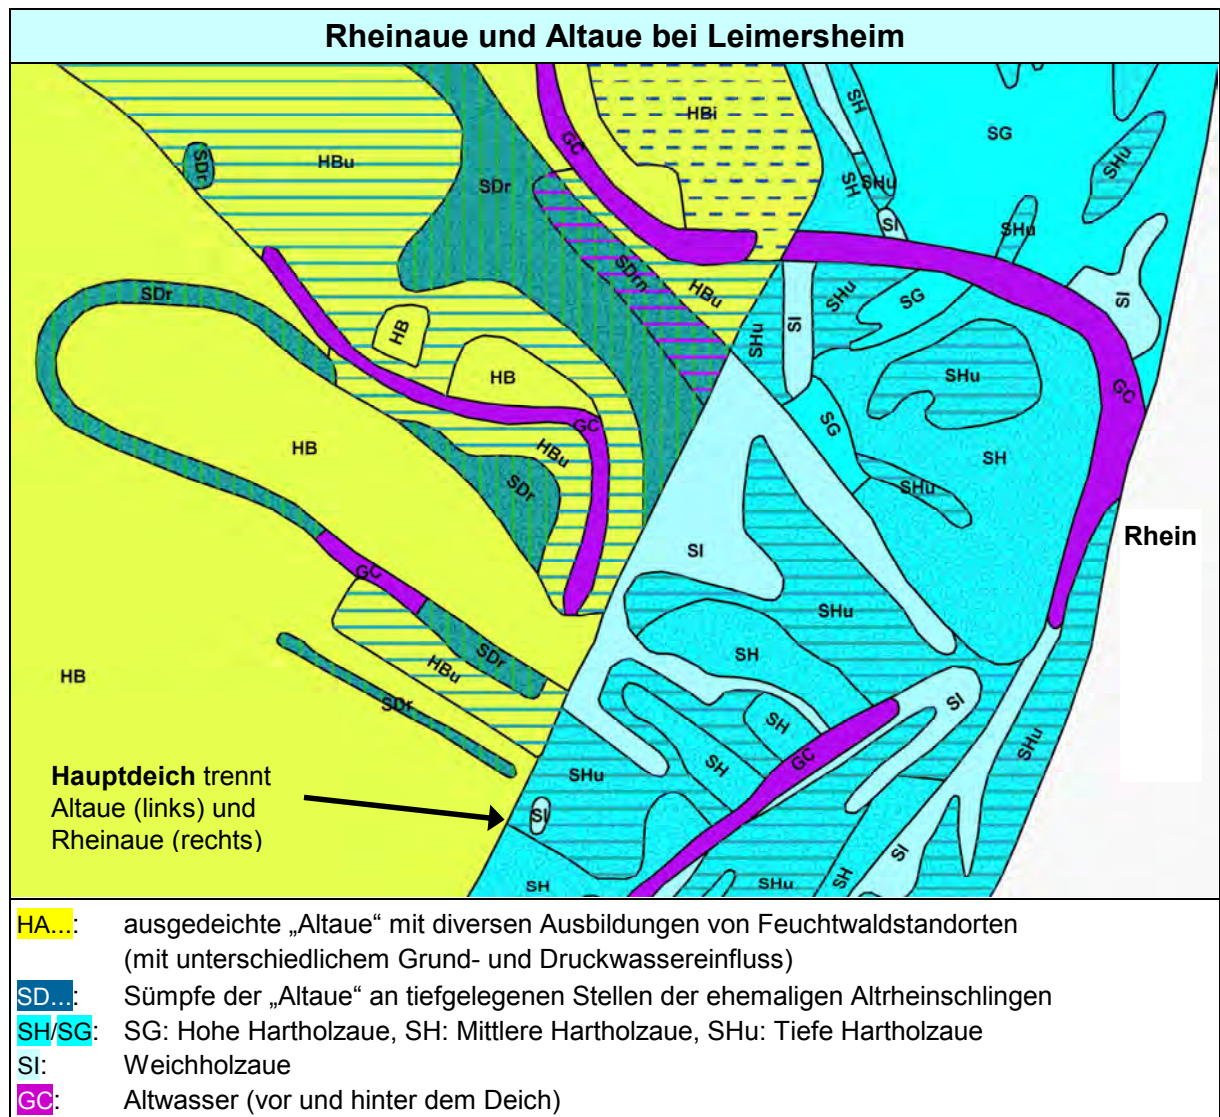 Rheinaue und Altaue bei Leimersheim
HBi
SH
SG
GC
SDr
HBu
SHu
SDr
SH
SHu
SI
SHu
SDrn
HBu
SDr
SHu
SG
SI
SI
HB
SHu
HB
SHu
GC
GC
SG
HB
HBu
SH
SDr
SHu
Rhein
SI
GC
SHu
SH
HBu
SDr
HB
SI
SDr
SH
SHu
GC
SH
Hauptdeich trennt
Altaue (links) und
Rheinaue (rechts)
SHu
SI
SI
SH
SHu
SH
HA...: ausgedeichte „Altaue“ mit diversen Ausbildungen von Feuchtwaldstandorten
(mit unterschiedlichem Grund- und Druckwassereinfluss)
SD...: Sümpfe der „Altaue“ an tiefgelegenen Stellen der ehemaligen Altrheinschlingen
SH/SG: SG: Hohe Hartholzaue, SH: Mittlere Hartholzaue, SHu: Tiefe Hartholzaue
SI: Weichholzaue
GC: Altwasser (vor und hinter dem Deich)